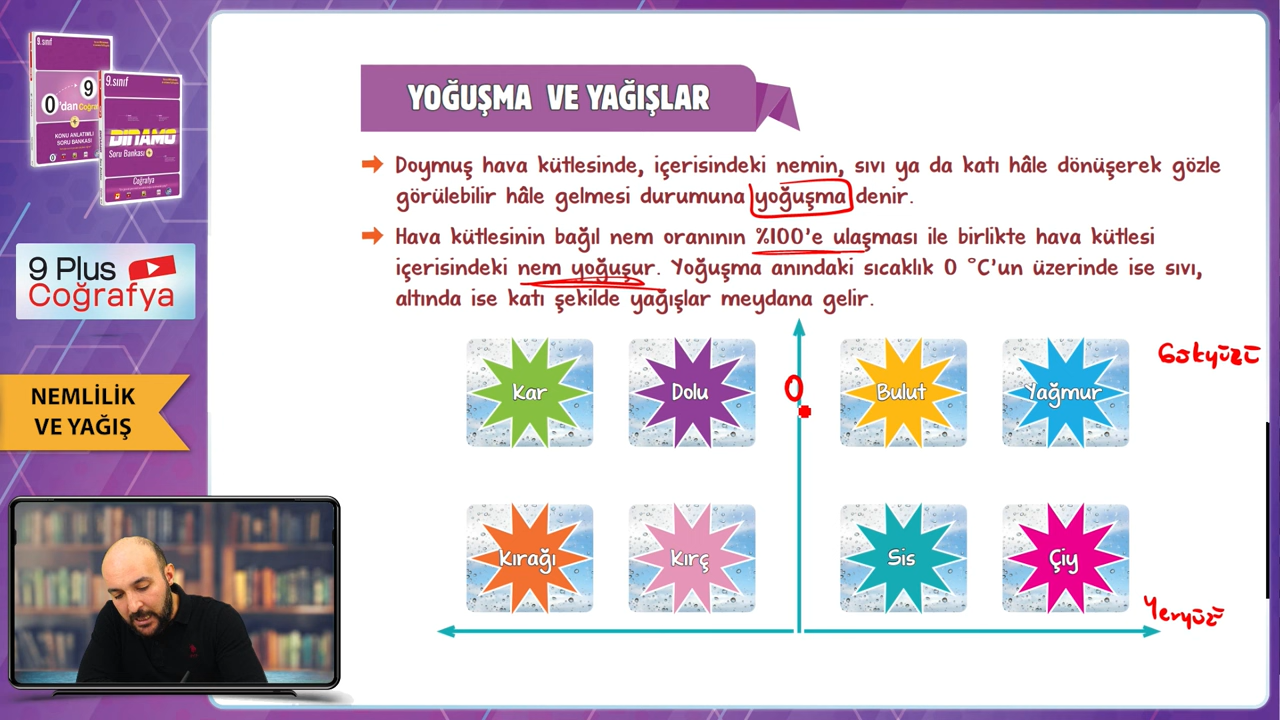 9.sınıf
0'dan 9
Coğrafya
KONU ANLATIMLI
SORU BANKASI
9.sınıf
DİNAMO
Soru Bankası
Coğrafya
9 Plus
Coğrafya
NEMLİLİK
VE YAĞIŞ
YOĞUŞMA VE YAĞIŞLAR
Doymuş hava kütlesinde, içerisindeki nemin, sıvı ya da katı hâle dönüşerek gözle
görülebilir hâle gelmesi durumuna yoğuşma denir.
Hava kütlesinin bağıl nem oranının %100'e ulaşması ile birlikte hava kütlesi
içerisindeki nem yoğuşur. Yoğuşma anındaki sıcaklık 0 °C'un üzerinde ise sıvı,
altında ise katı şekilde yağışlar meydana gelir.
Kar Dolu 0 Bulut Yağmur
Gökyüzü
Kırağı Kırç Sis Çiy
Yeryüzü